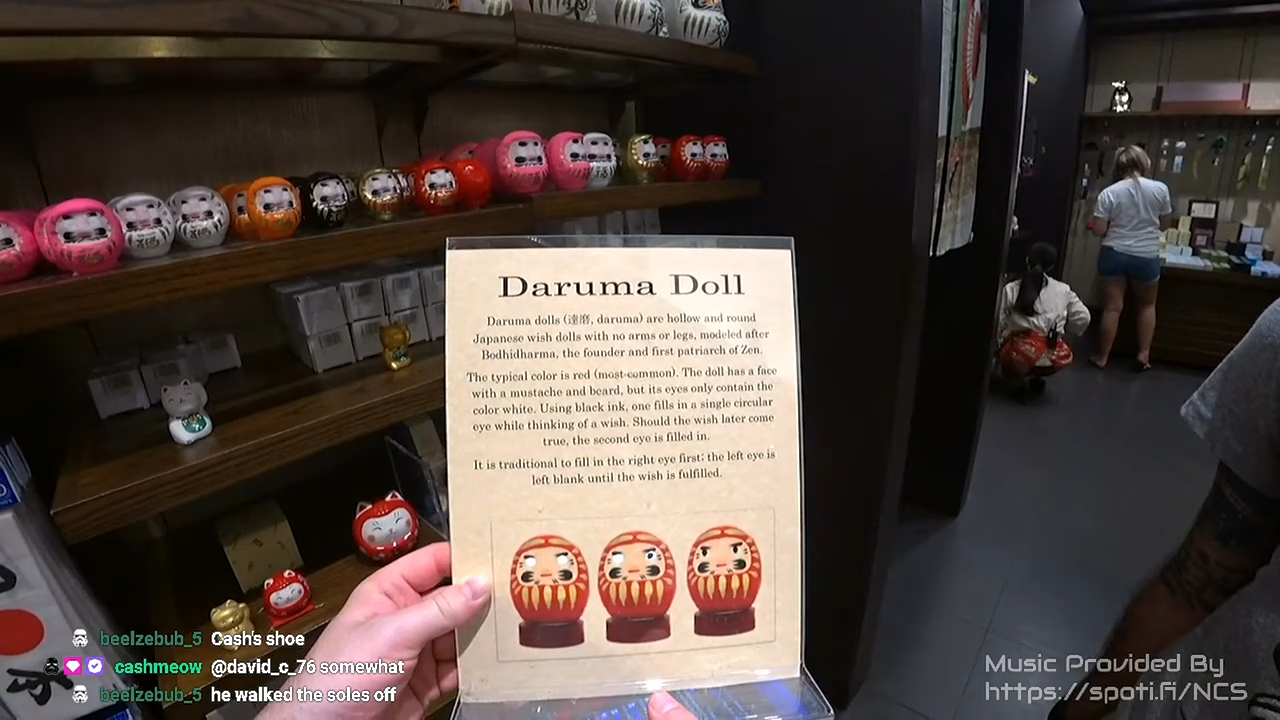 Daruma Doll
Daruma dolls (達磨, daruma) are hollow and round
Japanese wish dolls with no arms or legs, modeled after
Bodhidharma, the founder and first patriarch of Zen.
The typical color is red (most common). The doll has a face
with a mustache and beard, but its eyes only contain the
color white. Using black ink, one fills in a single circular
eye while thinking of a wish. Should the wish later come
true, the second eye is filled in.
It is traditional to fill in the right eye first; the left eye is
left blank until the wish is fulfilled.
beelzebub_5 Cash's shoe
cashmeow @david_c_76 somewhat
beelzebub_5 he walked the soles off
Music Provided By
https://spoti.fi/NCS